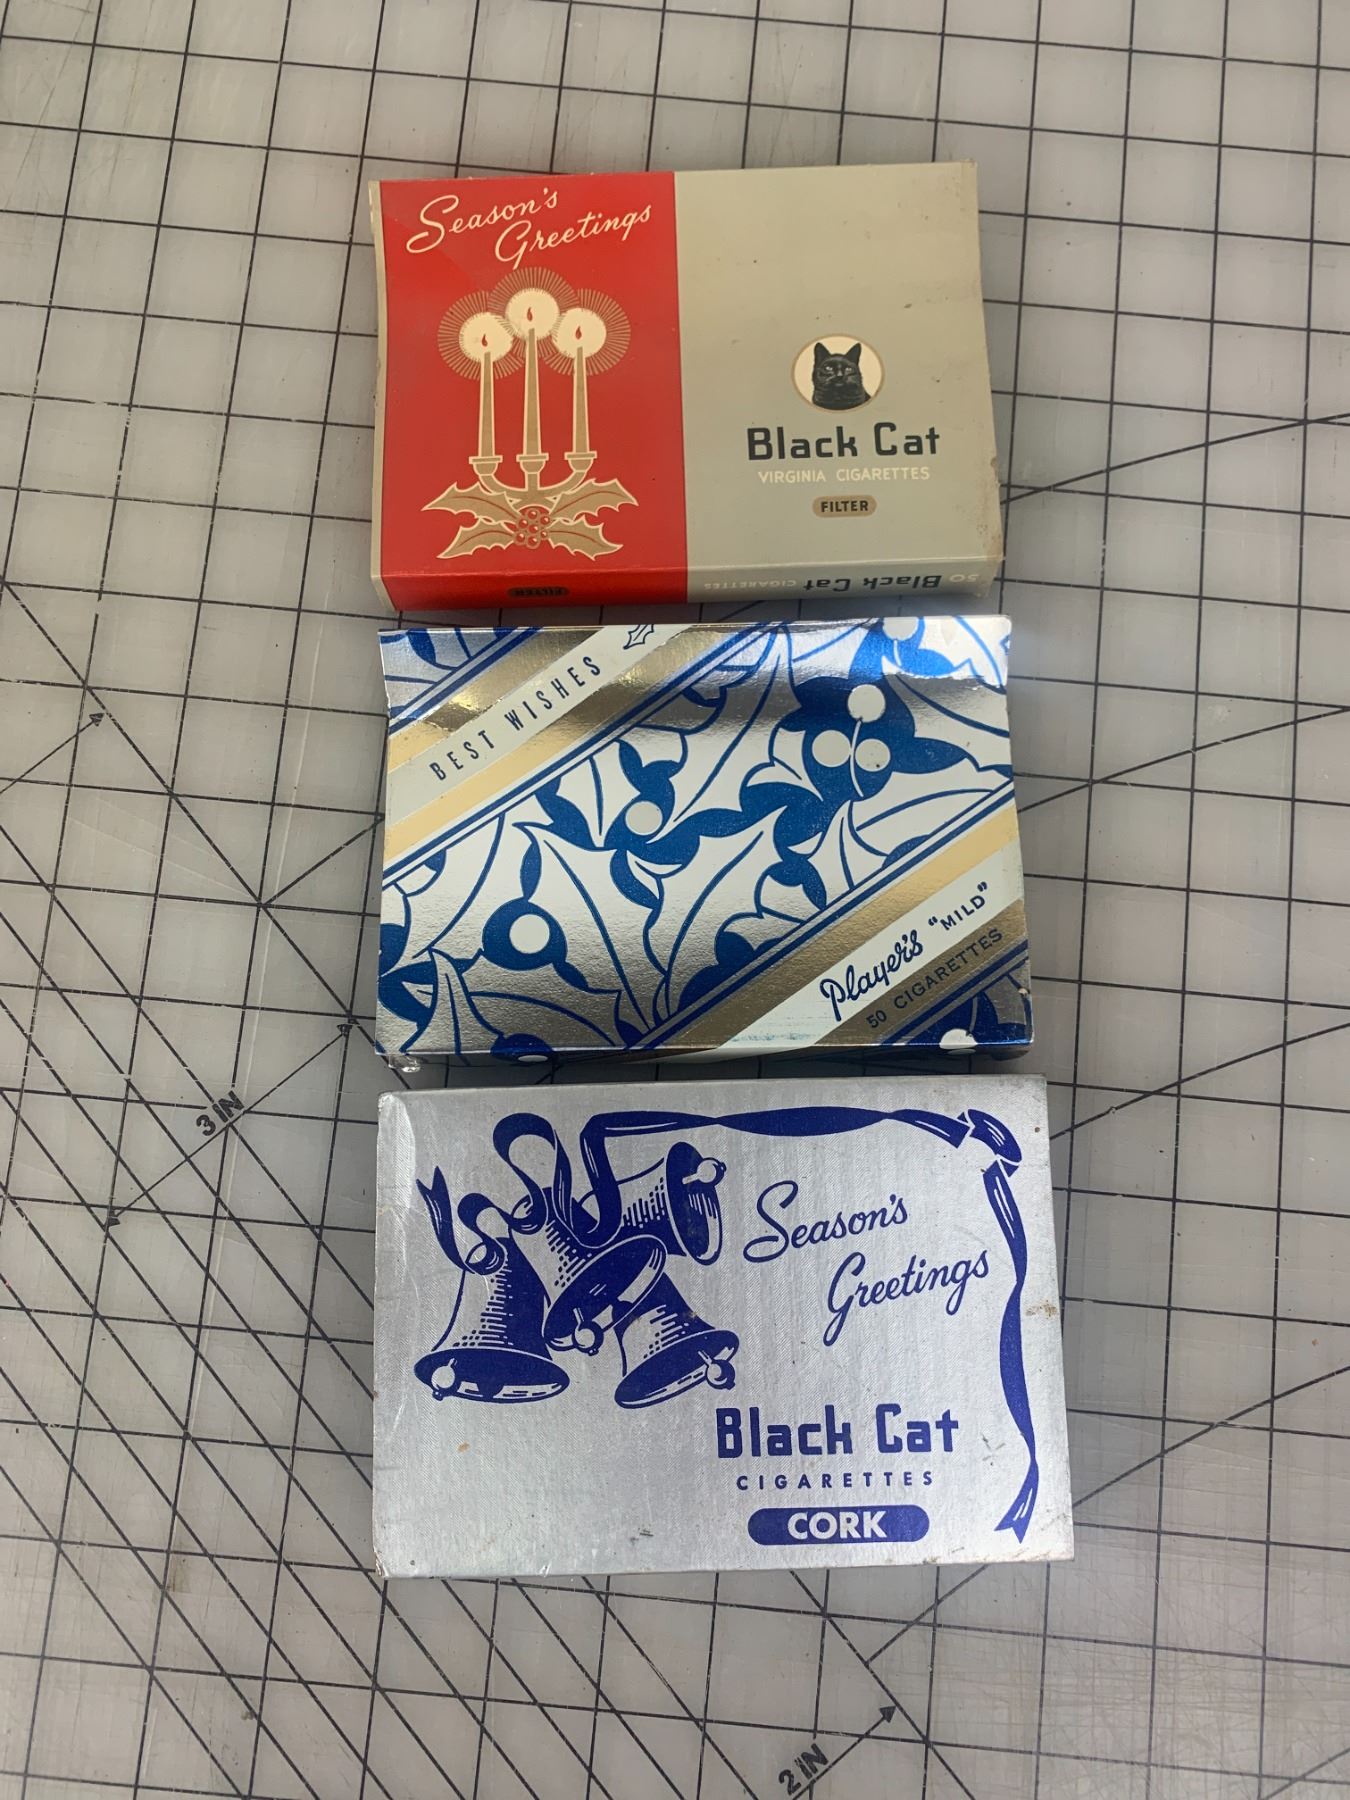 Season's
Greetings
Black Cat
VIRGINIA CIGARETTES
FILTER
FILTER
50 Black Cat CIGARETTES
BEST WISHES
Player's "MILD"
50 CIGARETTES
Season's
Greetings
Black Cat
CIGARETTES
CORK
3 IN
2 IN